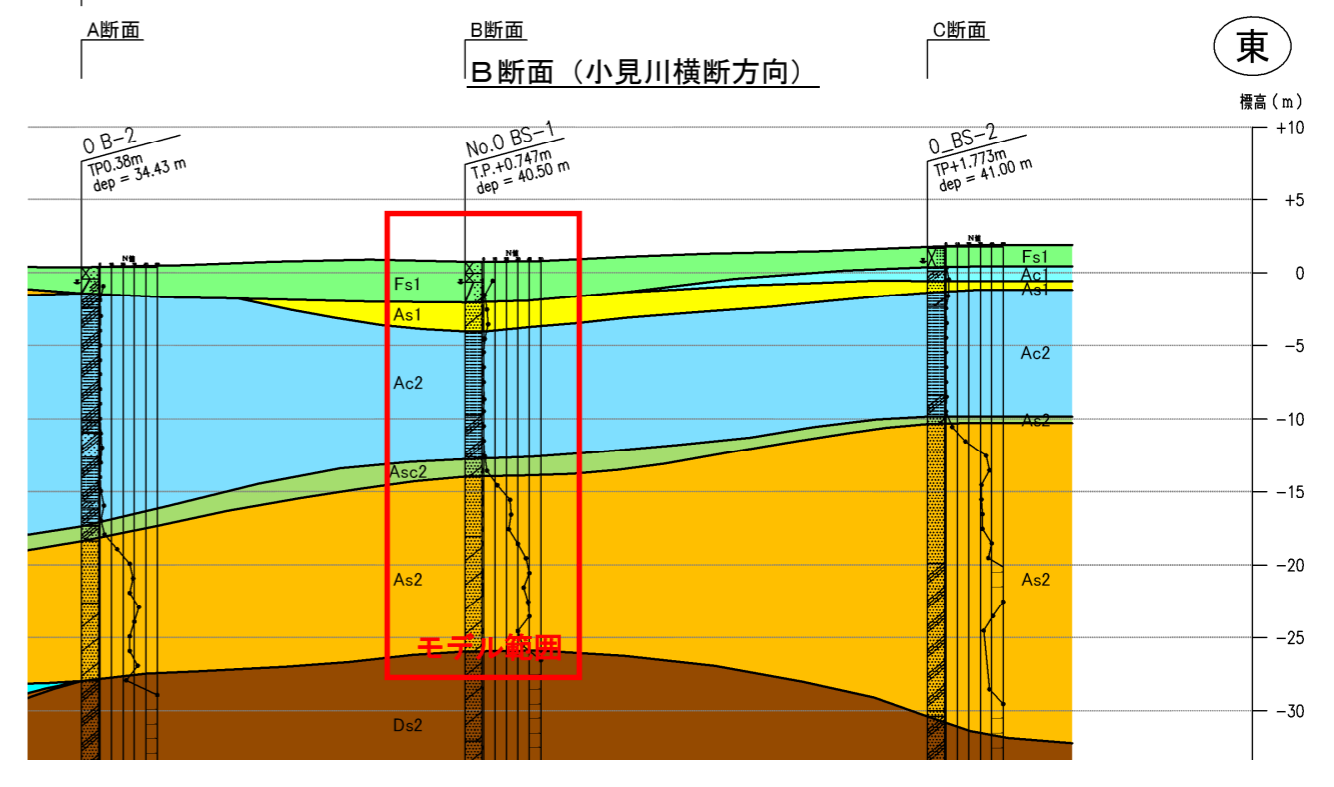 A断面
B断面
C断面
東
B断面（小見川横断方向）
標高(m)
+10
+5
0
-5
-10
-15
-20
-25
-30
O B-2
TP0.38m
dep = 34.43 m
No.O BS-1
T.P.+0.747m
dep = 40.50 m
O_BS-2
TP+1.773m
dep = 41.00 m
N値
N値
N値
Fs1
As1
Ac2
Asc2
As2
モデル範囲
Ds2
Fs1
Ac1
As1
Ac2
As2
As2